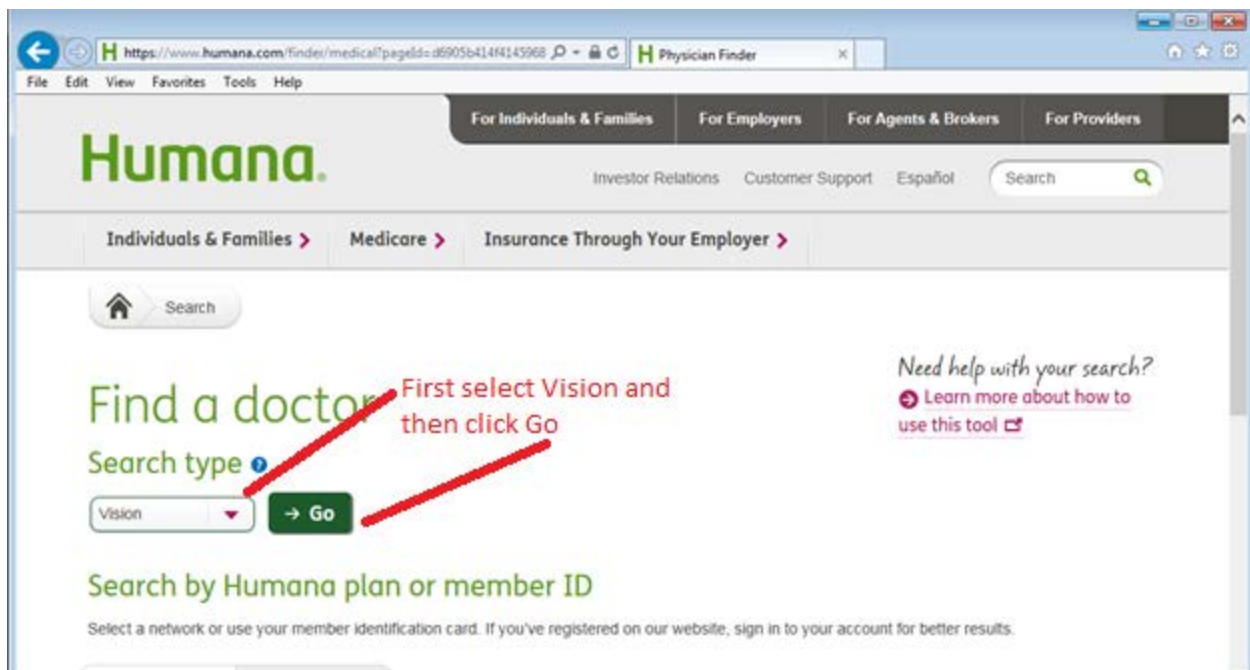 https://www.humana.com/finder/medical?pageId=d6905b414f4145968
H Physician Finder
File Edit View Favorites Tools Help
For Individuals & Families For Employers For Agents & Brokers For Providers
Humana.
Investor Relations Customer Support Español Search
Individuals & Families Medicare Insurance Through Your Employer
Search
Need help with your search?
Learn more about how to
use this tool
Find a doctor
First select Vision and
then click Go
Search type ?
Vision → Go
Search by Humana plan or member ID
Select a network or use your member identification card. If you've registered on our website, sign in to your account for better results.